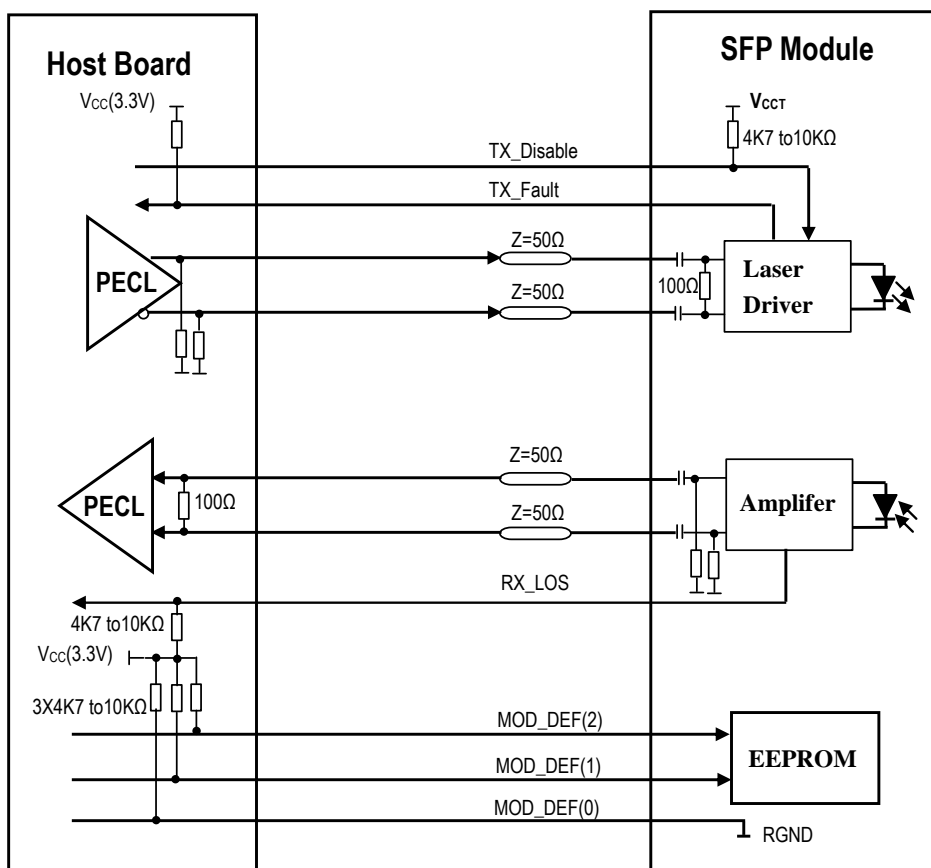 Host Board
SFP Module
VCC(3.3V)
VCCT
4K7 to10KΩ
TX_Disable
TX_Fault
PECL
Z=50Ω
Z=50Ω
100Ω
Laser
Driver
PECL
100Ω
Z=50Ω
Z=50Ω
Amplifer
RX_LOS
4K7 to10KΩ
VCC(3.3V)
3X4K7 to10KΩ
MOD_DEF(2)
MOD_DEF(1)
MOD_DEF(0)
EEPROM
RGND